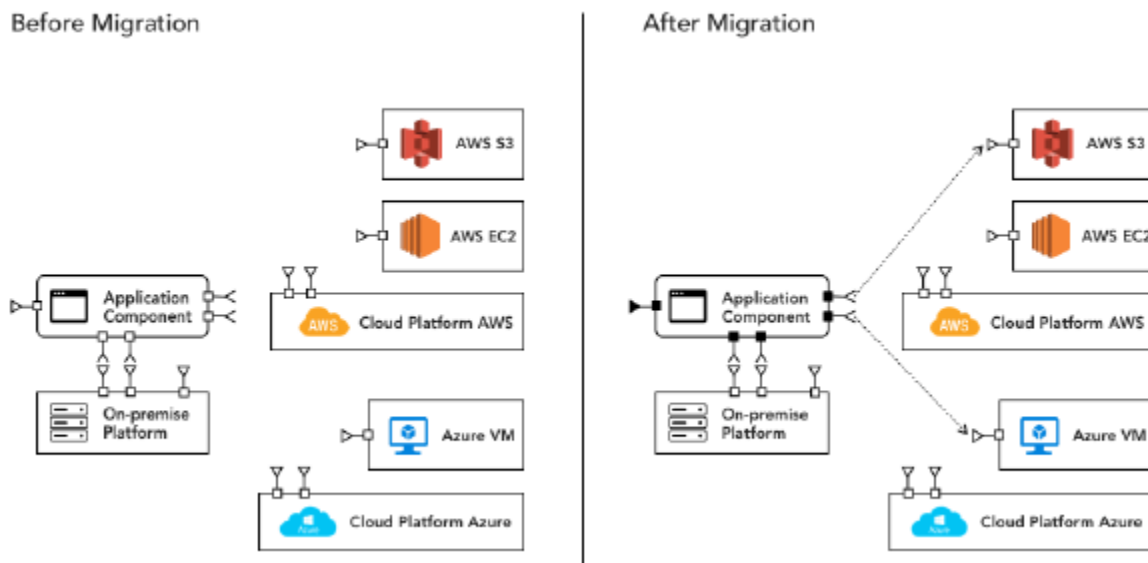 Before Migration
AWS S3
AWS EC2
Application
Component
AWS
Cloud Platform AWS
On-premise
Platform
Azure VM
Azure
Cloud Platform Azure
After Migration
AWS S3
AWS EC2
Application
Component
AWS
Cloud Platform AWS
On-premise
Platform
Azure VM
Azure
Cloud Platform Azure